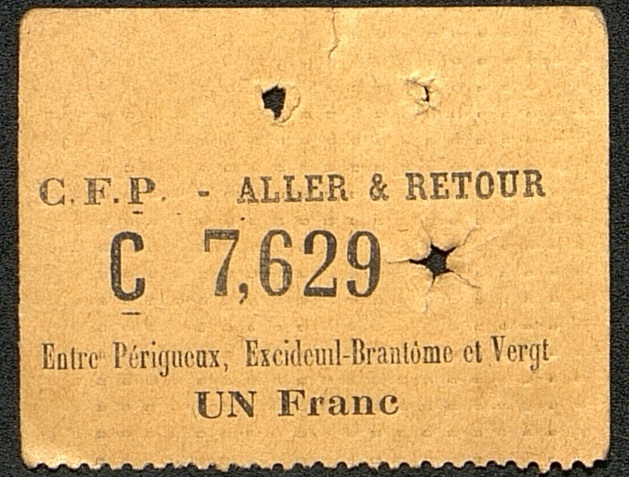 C.F.P. - ALLER & RETOUR
C 7,629
Entre Périgueux, Excideuil-Brantôme et Vergt
UN Franc